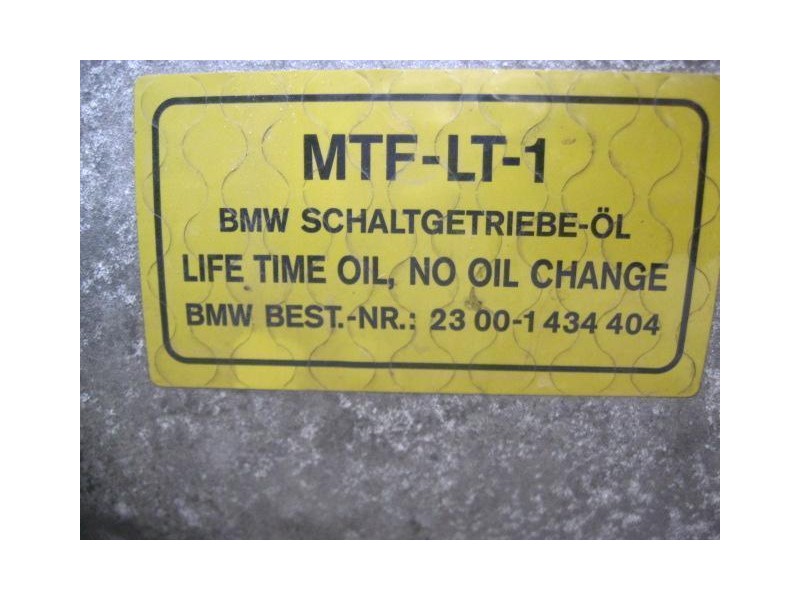 MTF-LT-1
BMW SCHALTGETRIEBE-ÖL
LIFE TIME OIL, NO OIL CHANGE
BMW BEST.-NR.: 23 00-1 434 404